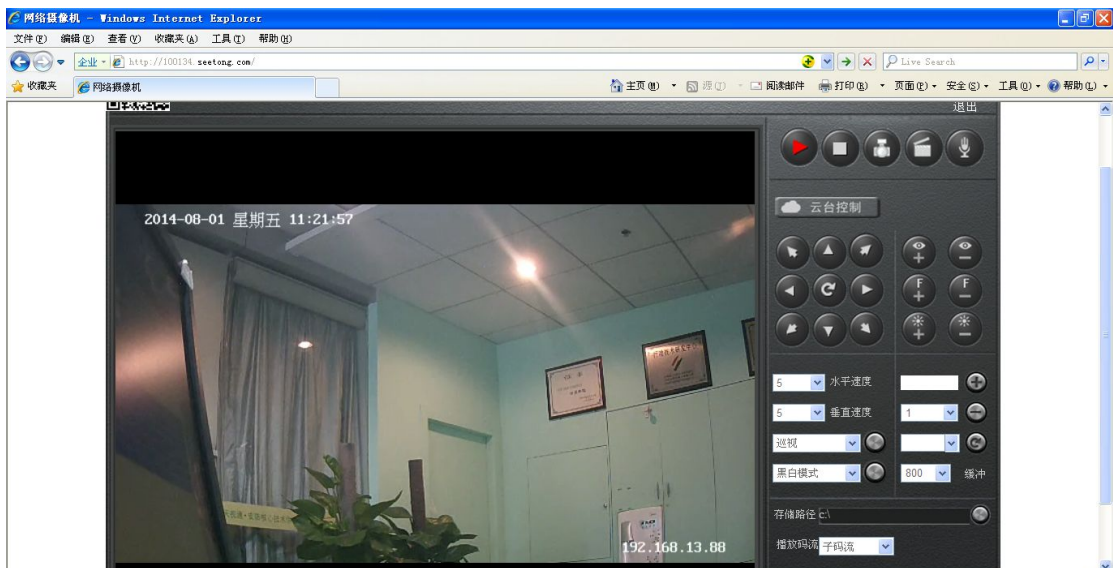 网络摄像机 - Windows Internet Explorer
文件(F) 编辑(E) 查看(V) 收藏夹(A) 工具(T) 帮助(H)
企业 http://100134.seetong.com/ Live Search
收藏夹 网络摄像机 主页(M) 源(J) 阅读邮件 打印(R) 页面(P) 安全(S) 工具(O) 帮助(L)
退出
2014-08-01 星期五 11:21:57
云台控制
F F
5 水平速度
5 垂直速度 1
巡视
黑白模式 800 缓冲
存储路径 c:\
192.168.13.88
播放码流 子码流